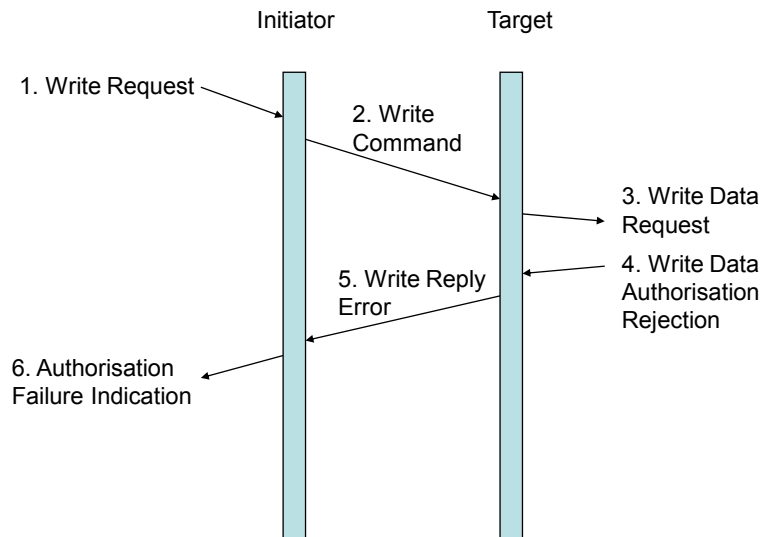 Initiator
Target
1. Write Request
2. Write
Command
3. Write Data
Request
4. Write Data
Authorisation
Rejection
5. Write Reply
Error
6. Authorisation
Failure Indication